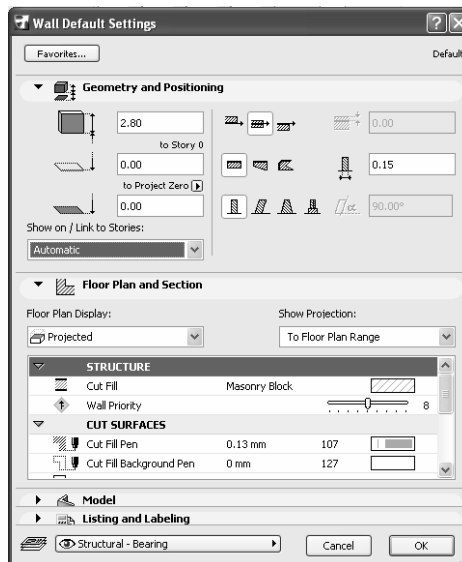 Wall Default Settings
Favorites...
Default
Geometry and Positioning
2.80
0.00
to Story 0
0.00
0.15
to Project Zero
0.00
90.00°
α
Show on / Link to Stories:
Automatic
Floor Plan and Section
Floor Plan Display:
Show Projection:
Projected
To Floor Plan Range
STRUCTURE
Cut Fill Masonry Block
Wall Priority 8
CUT SURFACES
Cut Fill Pen 0.13 mm 107
Cut Fill Background Pen 0 mm 127
Model
Listing and Labeling
Structural - Bearing
Cancel
OK